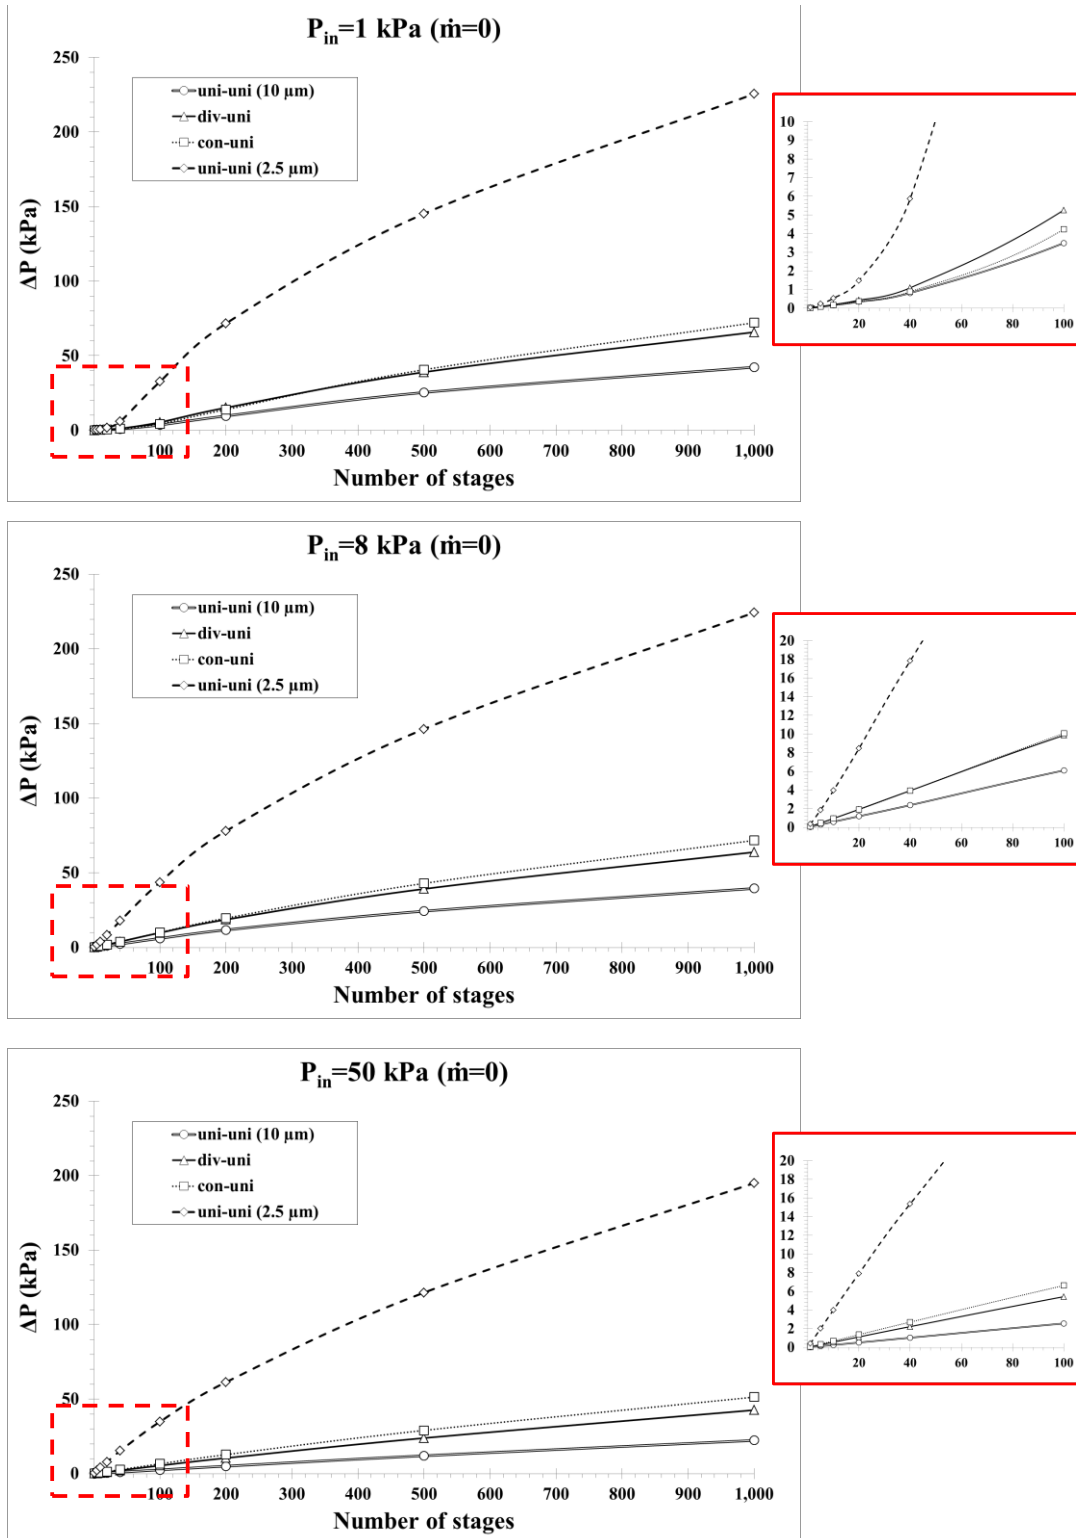 P_in=1 kPa (ṁ=0)
250
200
150
100
50
0
ΔP (kPa)
uni-uni (10 µm)
div-uni
con-uni
uni-uni (2.5 µm)
100 200 300 400 500 600 700 800 900 1,000
Number of stages
10
9
8
7
6
5
4
3
2
1
0
20 40 60 80 100
P_in=8 kPa (ṁ=0)
250
200
150
100
50
0
ΔP (kPa)
uni-uni (10 µm)
div-uni
con-uni
uni-uni (2.5 µm)
100 200 300 400 500 600 700 800 900 1,000
Number of stages
20
18
16
14
12
10
8
6
4
2
0
20 40 60 80 100
P_in=50 kPa (ṁ=0)
250
200
150
100
50
0
ΔP (kPa)
uni-uni (10 µm)
div-uni
con-uni
uni-uni (2.5 µm)
100 200 300 400 500 600 700 800 900 1,000
Number of stages
20
18
16
14
12
10
8
6
4
2
0
20 40 60 80 100